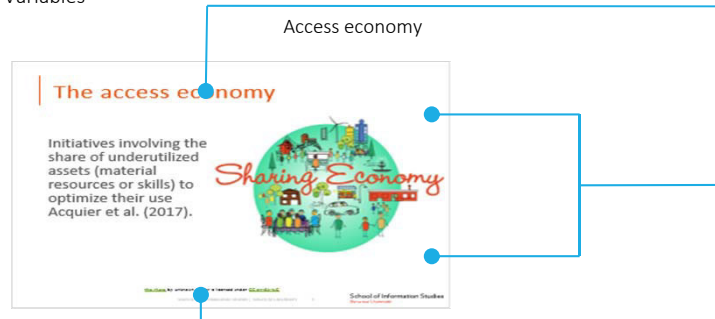 Variables
Access economy
The access economy
Initiatives involving the
share of underutilized
assets (material
resources or skills) to
optimize their use
Acquier et al. (2017).
Sharing Economy
School of Information Studies